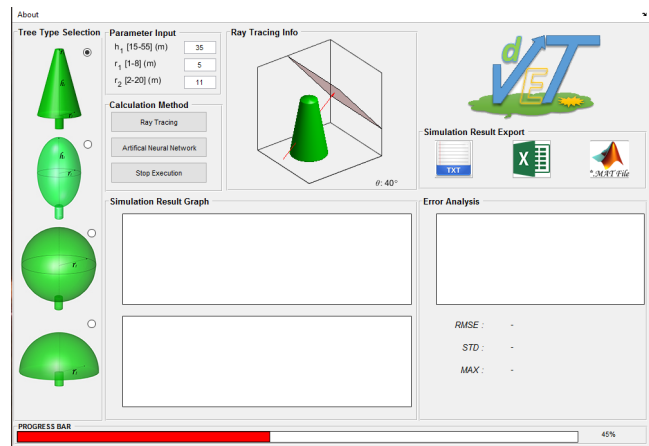 About
Tree Type Selection
Parameter Input
h1 [15-55] (m) 35
r1 [1-8] (m) 5
r2 [2-20] (m) 11
Calculation Method
Ray Tracing
Artifical Neural Network
Stop Execution
Ray Tracing Info
θ: 40°
dVET
Simulation Result Export
TXT
X
*.MAT File
Simulation Result Graph
Error Analysis
RMSE : -
STD : -
MAX : -
h
h
r
r
r
PROGRESS BAR
45%